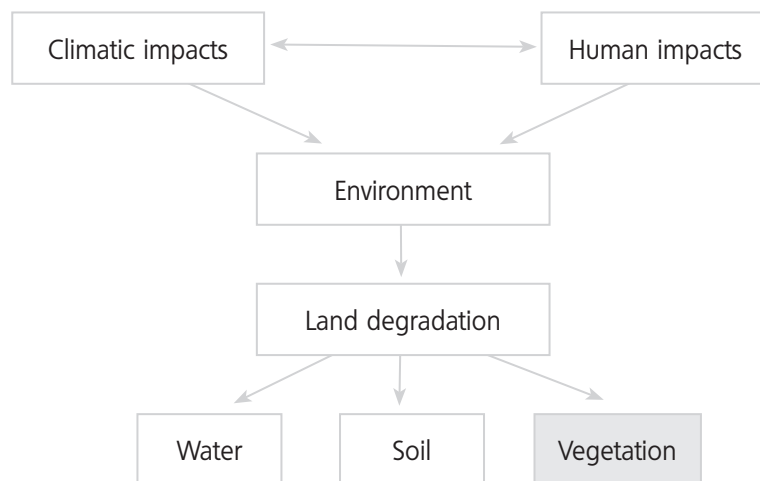 Climatic impacts
Human impacts
Environment
Land degradation
Water
Soil
Vegetation